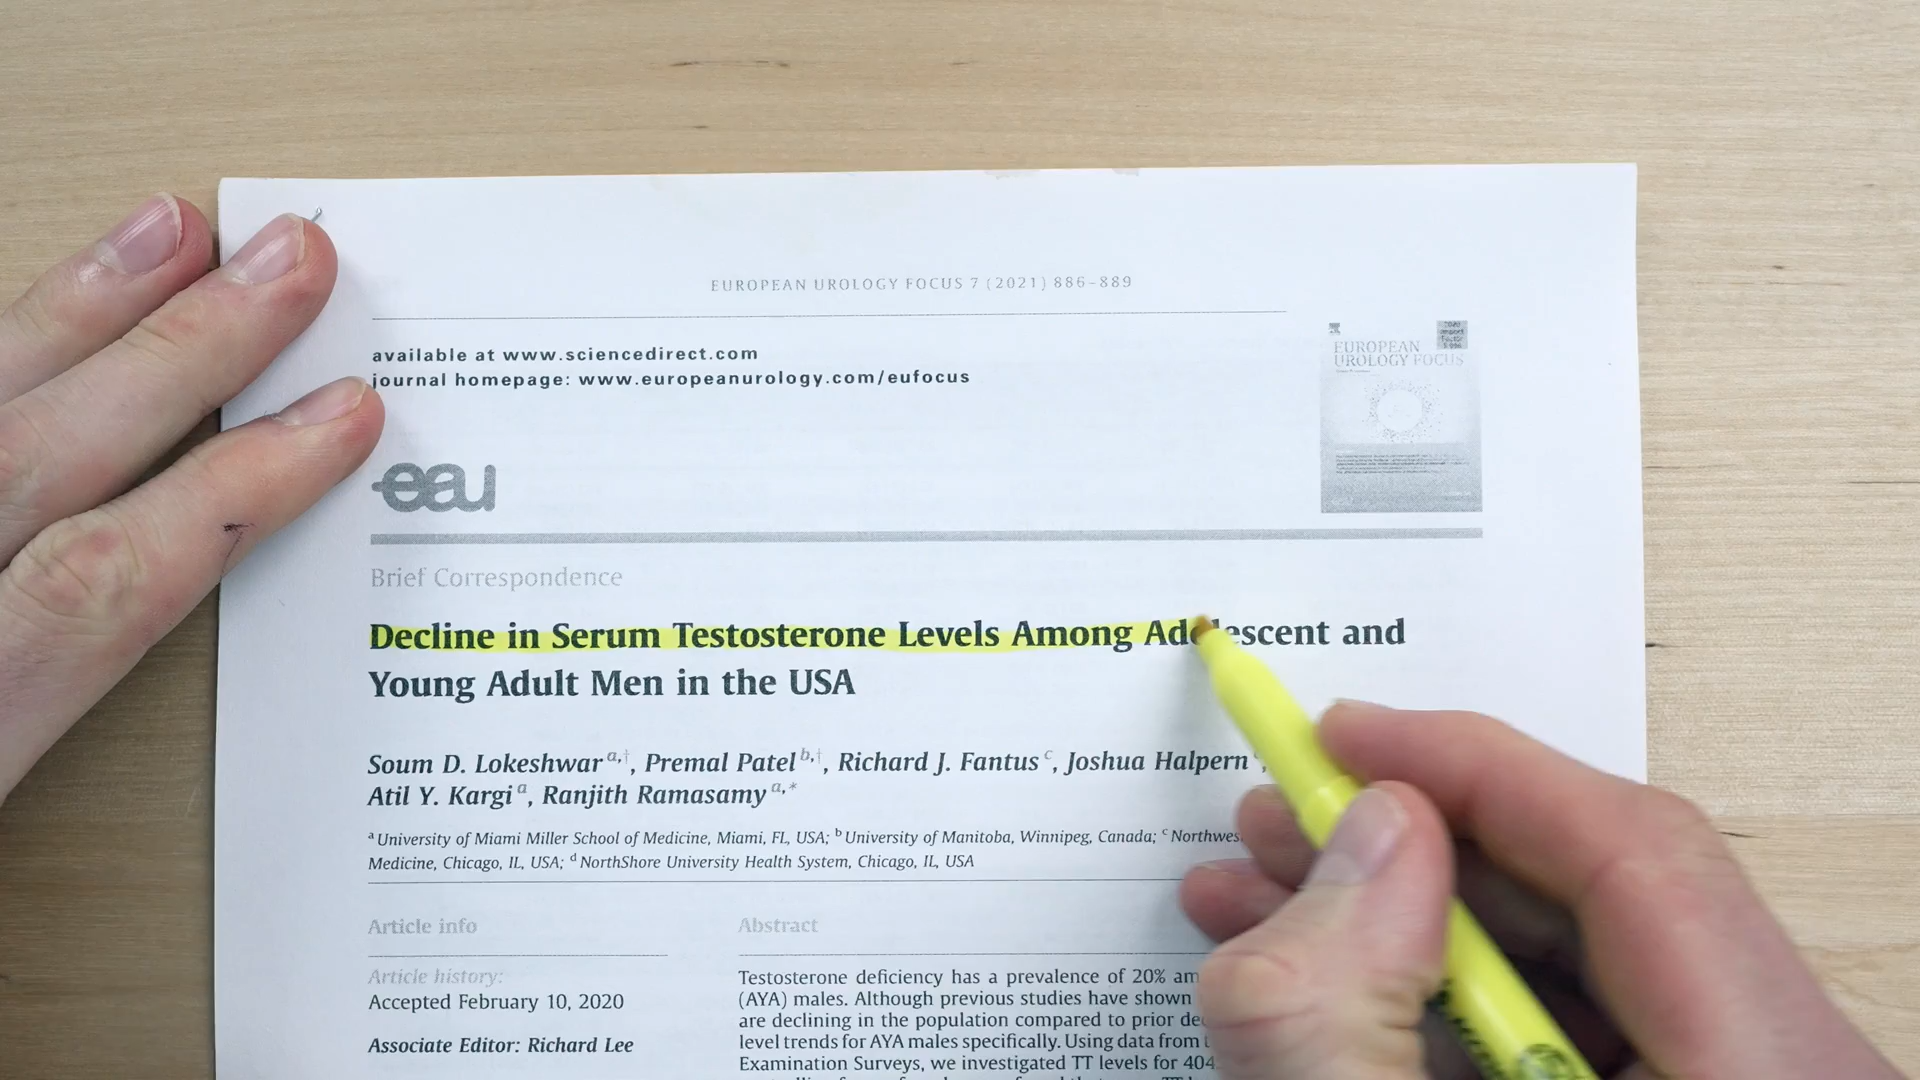 EUROPEAN UROLOGY FOCUS 7 (2021) 886–889
available at www.sciencedirect.com
journal homepage: www.europeanurology.com/eufocus
EUROPEAN
UROLOGY FOCUS
eau
Brief Correspondence
Decline in Serum Testosterone Levels Among Adolescent and
Young Adult Men in the USA
Soum D. Lokeshwar a,†, Premal Patel b,†, Richard J. Fantus c, Joshua Halpern
Atil Y. Kargi a, Ranjith Ramasamy a,*
a University of Miami Miller School of Medicine, Miami, FL, USA; b University of Manitoba, Winnipeg, Canada; c
Medicine, Chicago, IL, USA; d NorthShore University Health System, Chicago, IL, USA
Article info
Abstract
Article history:
Accepted February 10, 2020
Associate Editor: Richard Lee
Testosterone deficiency has a prevalence of 20%
(AYA) males. Although previous studies have shown
are declining in the population compared to prior
level trends for AYA males specifically. Using data from
Examination Surveys, we investigated TT levels for